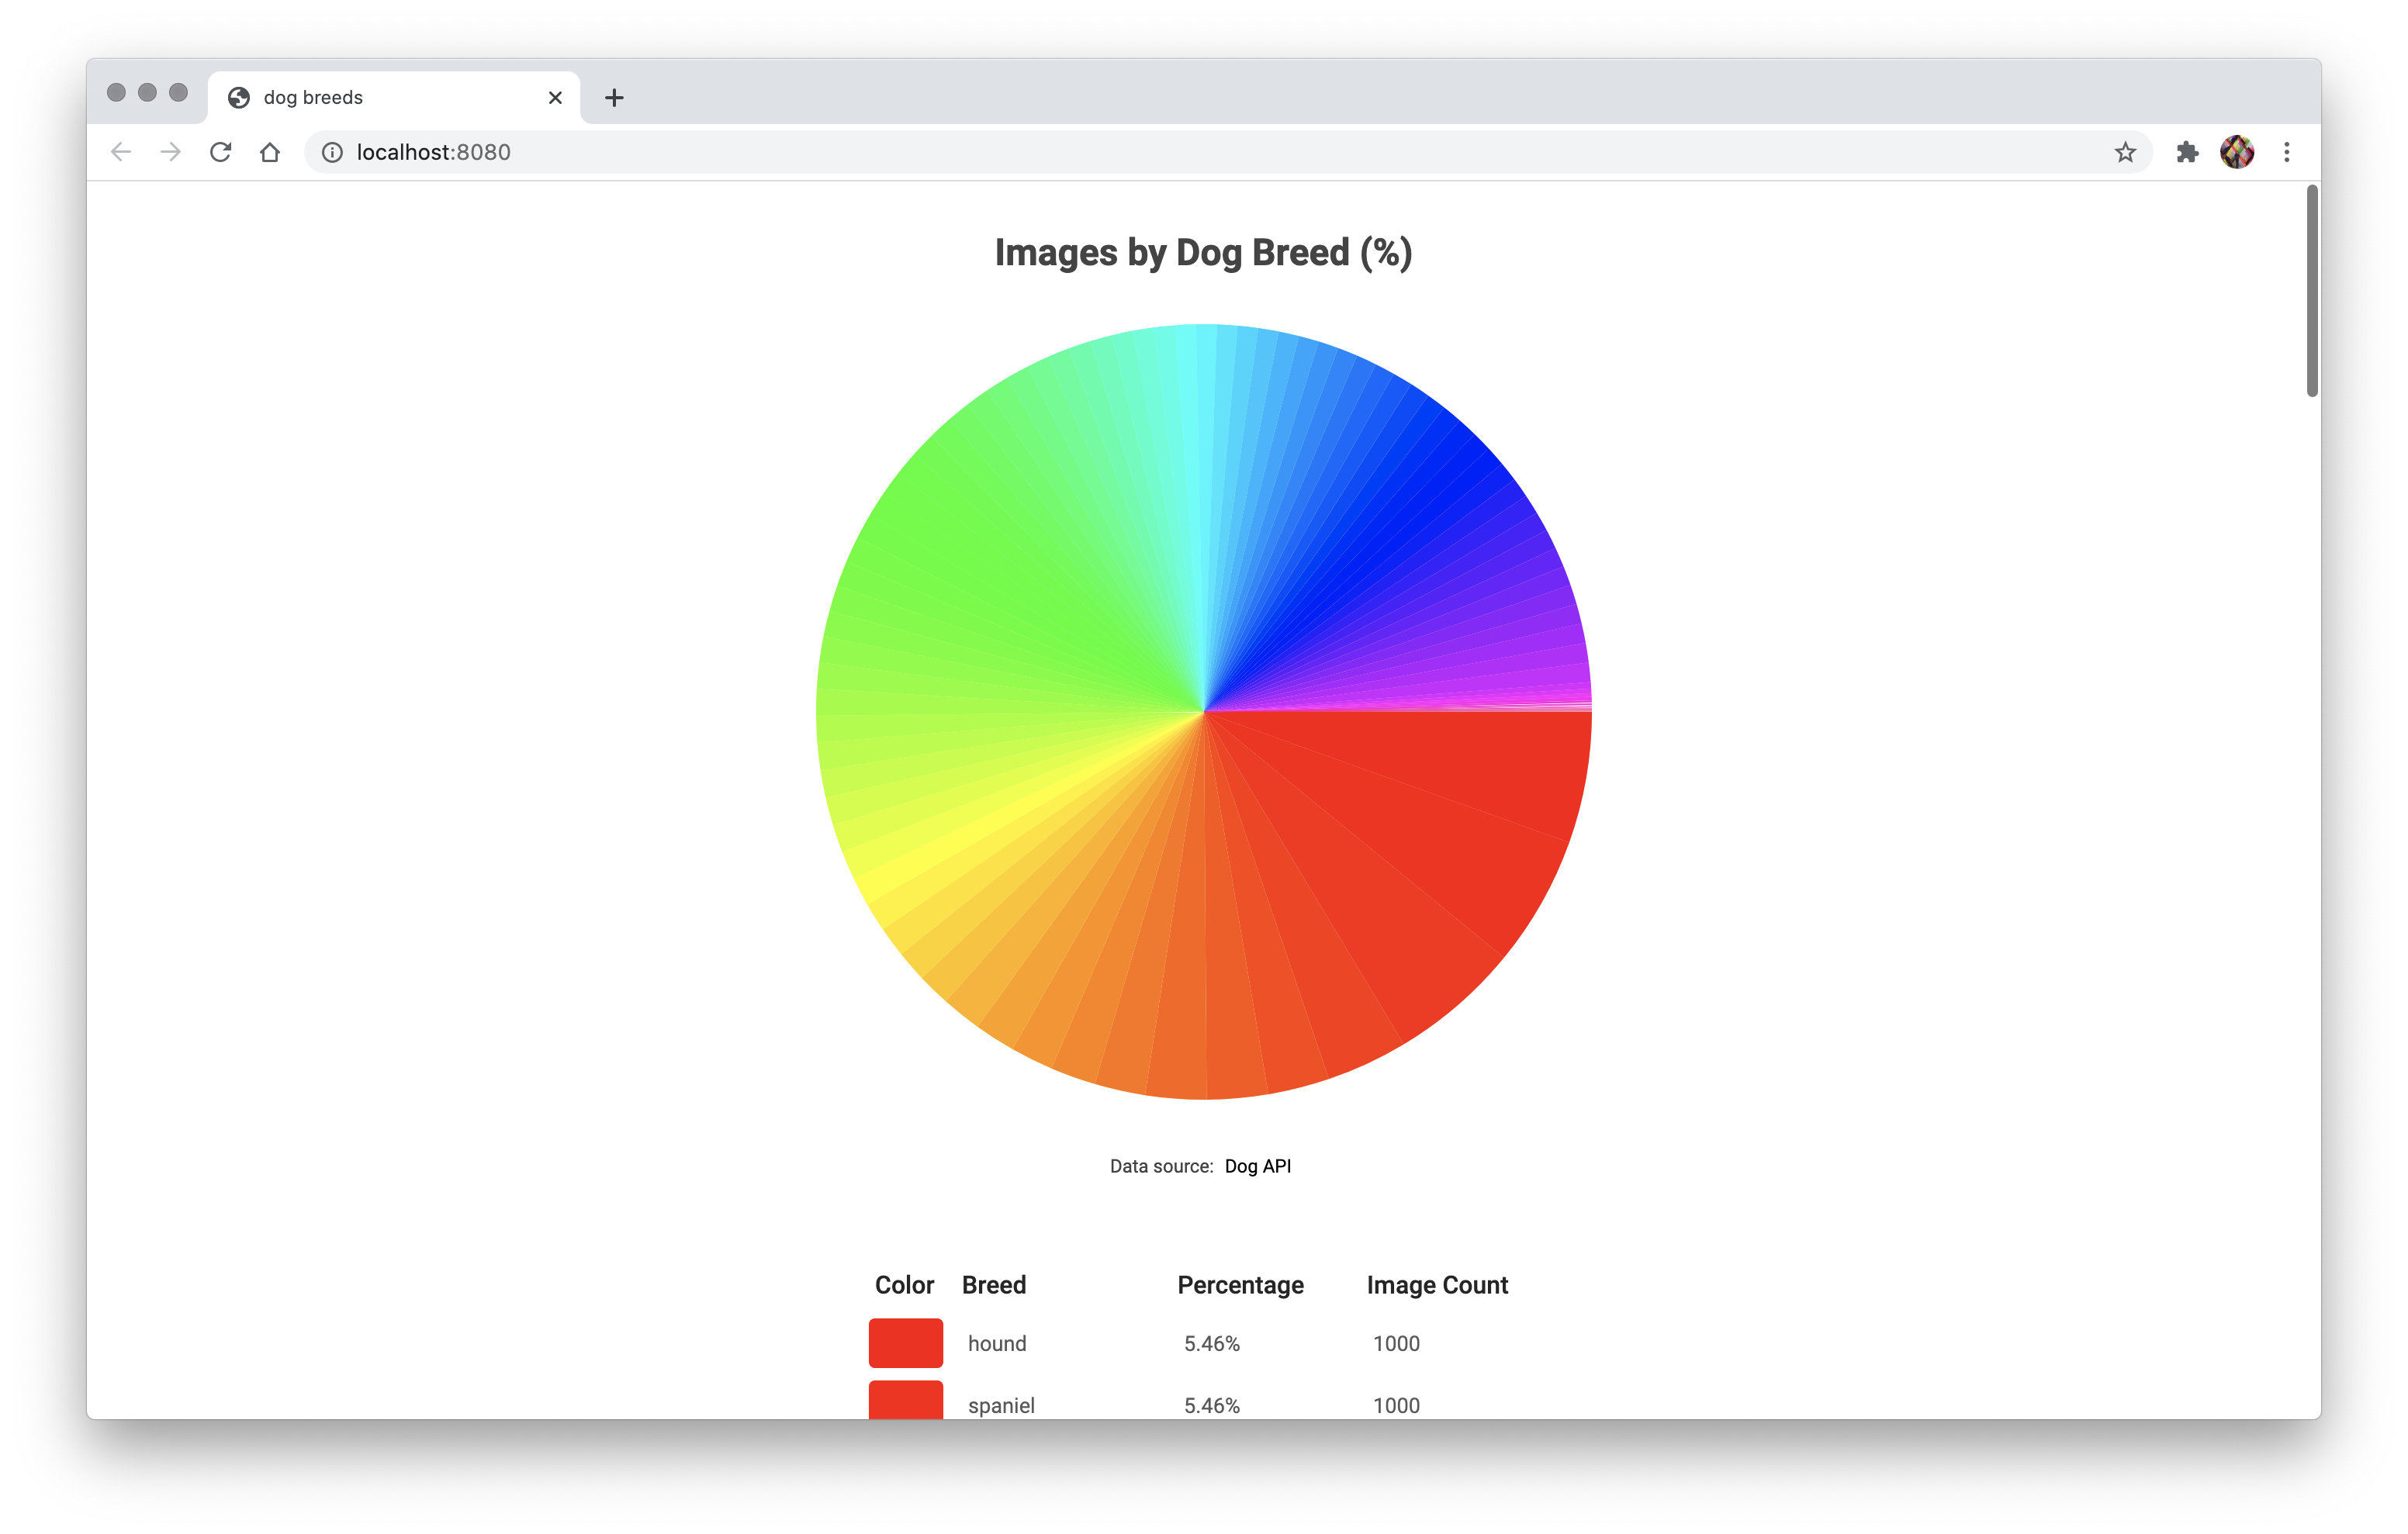 dog breeds
localhost:8080
Images by Dog Breed (%)
Data source: Dog API
Color Breed Percentage Image Count
hound 5.46% 1000
spaniel 5.46% 1000